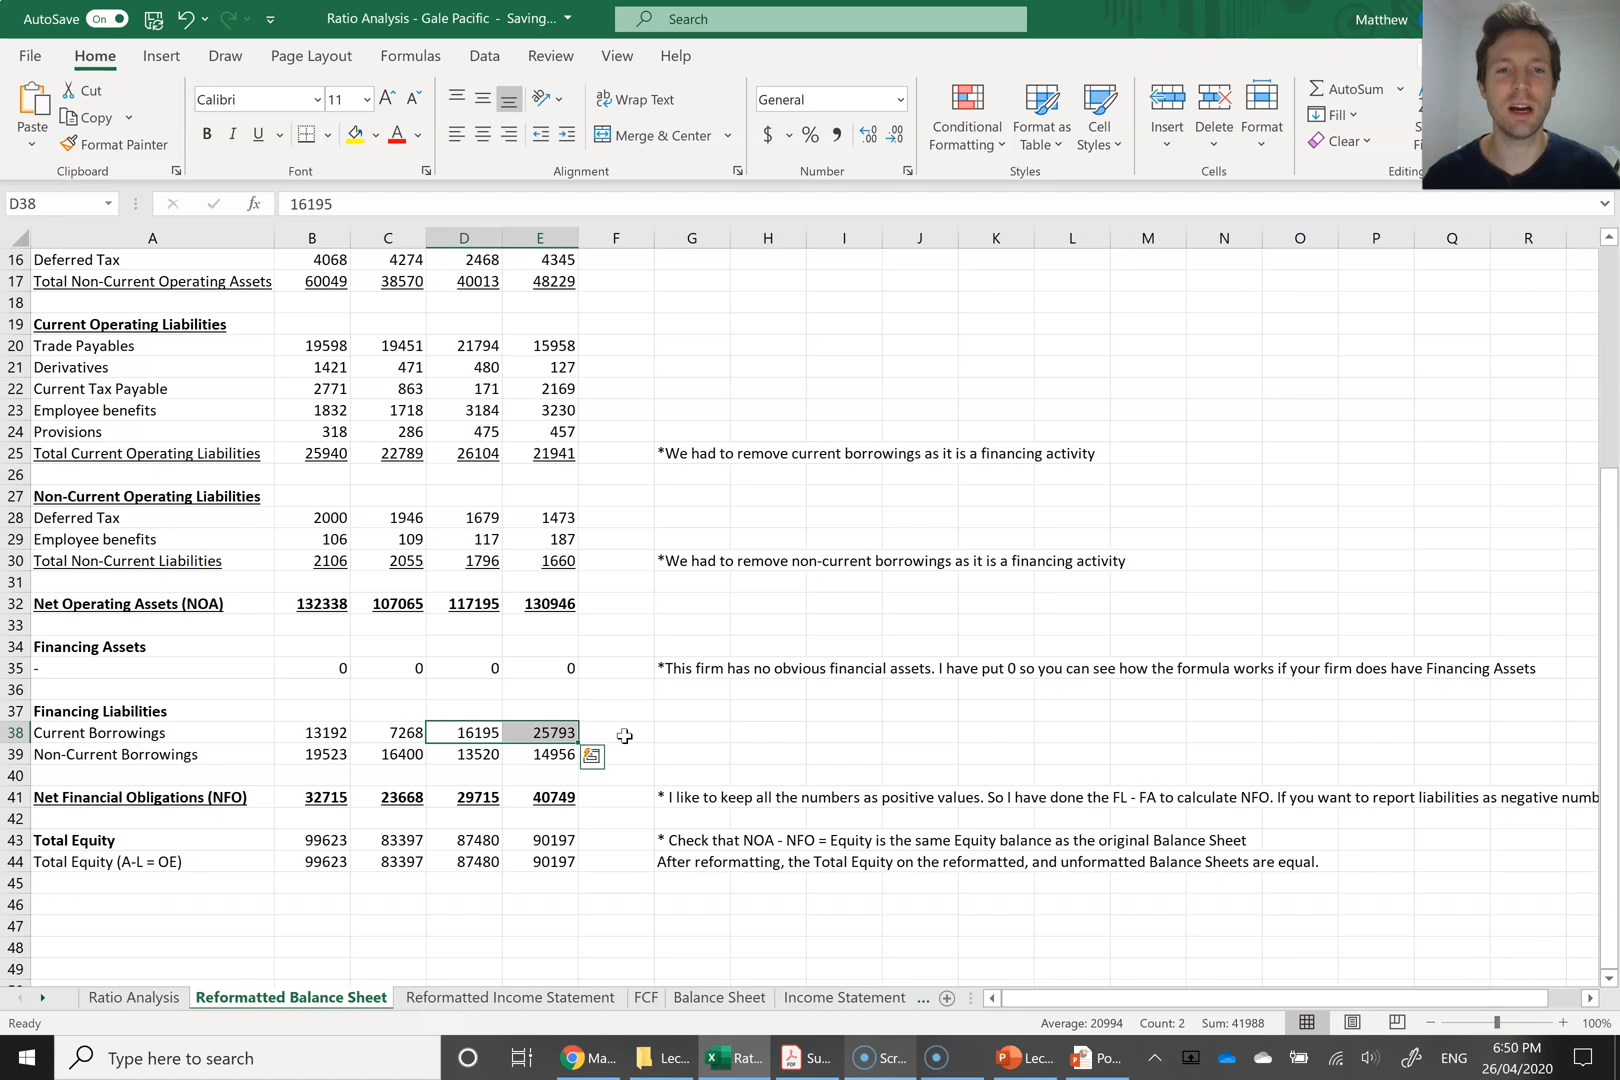 AutoSave On Ratio Analysis - Gale Pacific - Saving... Search Matthew
File Home Insert Draw Page Layout Formulas Data Review View Help
Paste Cut Copy Format Painter Clipboard
Calibri 11 B I U A Font
Wrap Text Merge & Center Alignment
General $ % , Number
Conditional Formatting Format as Table Cell Styles Styles
Insert Delete Format Cells
AutoSum Fill Clear Editing
D38 fx 16195
A B C D E F G H I J K L M N O P Q R
16 Deferred Tax 4068 4274 2468 4345
17 Total Non-Current Operating Assets 60049 38570 40013 48229
18
19 Current Operating Liabilities
20 Trade Payables 19598 19451 21794 15958
21 Derivatives 1421 471 480 127
22 Current Tax Payable 2771 863 171 2169
23 Employee benefits 1832 1718 3184 3230
24 Provisions 318 286 475 457
25 Total Current Operating Liabilities 25940 22789 26104 21941 *We had to remove current borrowings as it is a financing activity
26
27 Non-Current Operating Liabilities
28 Deferred Tax 2000 1946 1679 1473
29 Employee benefits 106 109 117 187
30 Total Non-Current Liabilities 2106 2055 1796 1660 *We had to remove non-current borrowings as it is a financing activity
31
32 Net Operating Assets (NOA) 132338 107065 117195 130946
33
34 Financing Assets
35 - 0 0 0 0 *This firm has no obvious financial assets. I have put 0 so you can see how the formula works if your firm does have Financing Assets
36
37 Financing Liabilities
38 Current Borrowings 13192 7268 16195 25793
39 Non-Current Borrowings 19523 16400 13520 14956
40
41 Net Financial Obligations (NFO) 32715 23668 29715 40749 * I like to keep all the numbers as positive values. So I have done the FL - FA to calculate NFO. If you want to report liabilities as negative numb
42
43 Total Equity 99623 83397 87480 90197 * Check that NOA - NFO = Equity is the same Equity balance as the original Balance Sheet
44 Total Equity (A-L = OE) 99623 83397 87480 90197 After reformatting, the Total Equity on the reformatted, and unformatted Balance Sheets are equal.
45
46
47
48
49
Ratio Analysis Reformatted Balance Sheet Reformatted Income Statement FCF Balance Sheet Income Statement ...
Ready Average: 20994 Count: 2 Sum: 41988 100%
Type here to search Ma... Lec... Rat... Su... Scr... Lec... Po... ENG 6:50 PM
26/04/2020